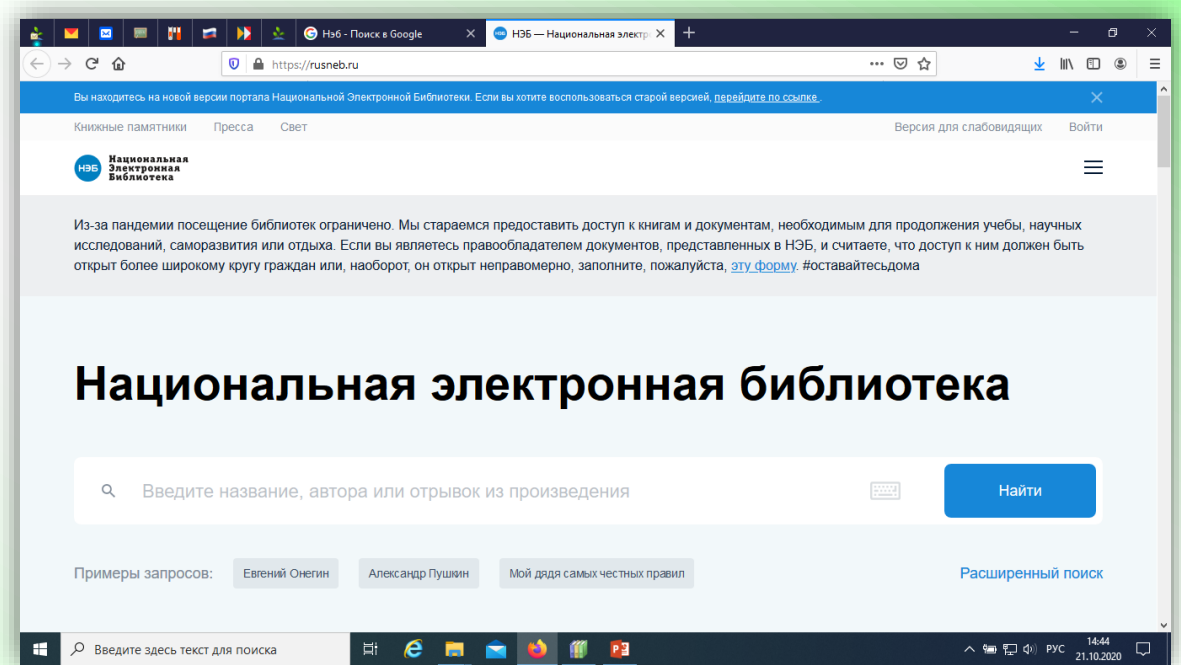 Нэб - Поиск в Google
НЭБ — Национальная электр
https://rusneb.ru
Вы находитесь на новой версии портала Национальной Электронной Библиотеки. Если вы хотите воспользоваться старой версией, перейдите по ссылке.
Книжные памятники Пресса Свет Версия для слабовидящих Войти
нэб
Национальная
Электронная
Библиотека
Из-за пандемии посещение библиотек ограничено. Мы стараемся предоставить доступ к книгам и документам, необходимым для продолжения учебы, научных
исследований, саморазвития или отдыха. Если вы являетесь правообладателем документов, представленных в НЭБ, и считаете, что доступ к ним должен быть
открыт более широкому кругу граждан или, наоборот, он открыт неправомерно, заполните, пожалуйста, эту форму. #оставайтесьдома
Национальная электронная библиотека
Введите название, автора или отрывок из произведения
Найти
Примеры запросов: Евгений Онегин Александр Пушкин Мой дядя самых честных правил Расширенный поиск
Введите здесь текст для поиска
РУС
14:44
21.10.2020